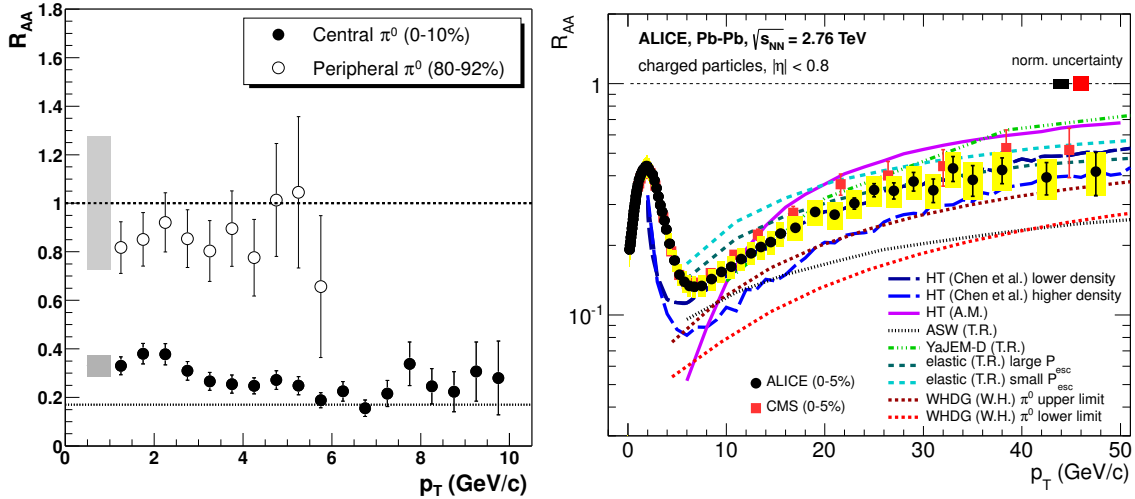 R_AA
1.8
1.6
1.4
1.2
1
0.8
0.6
0.4
0.2
0
0 2 4 6 8 10
p_T (GeV/c)
Central π⁰ (0-10%)
Peripheral π⁰ (80-92%)
R_AA
ALICE, Pb-Pb, √s_NN = 2.76 TeV
charged particles, |η| < 0.8
norm. uncertainty
1
10⁻¹
HT (Chen et al.) lower density
HT (Chen et al.) higher density
HT (A.M.)
ASW (T.R.)
YaJEM-D (T.R.)
elastic (T.R.) large P_esc
elastic (T.R.) small P_esc
WHDG (W.H.) π⁰ upper limit
WHDG (W.H.) π⁰ lower limit
ALICE (0-5%)
CMS (0-5%)
0 10 20 30 40 50
p_T (GeV/c)